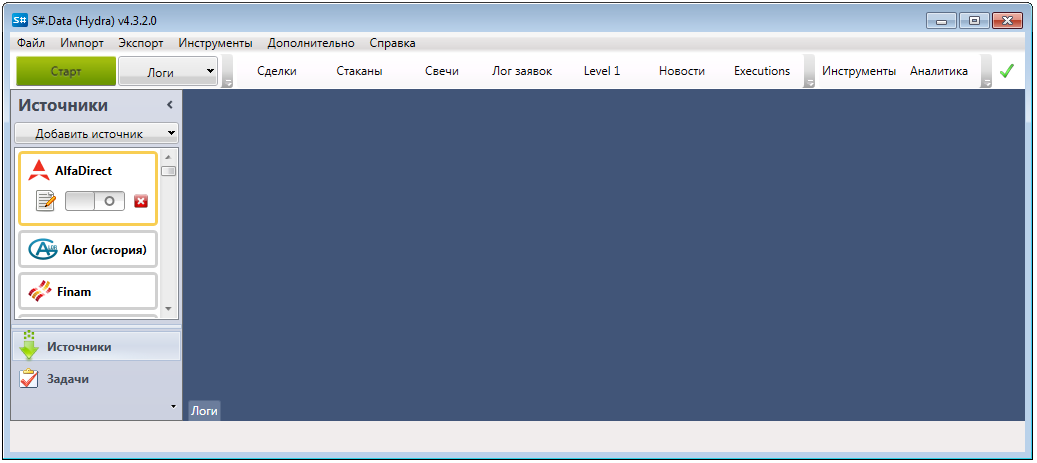 S# S#.Data (Hydra) v4.3.2.0
Файл Импорт Экспорт Инструменты Дополнительно Справка
Старт Логи Сделки Стаканы Свечи Лог заявок Level 1 Новости Executions Инструменты Аналитика
Источники
Добавить источник
AlfaDirect
Alor (история)
Finam
Источники
Задачи
Логи